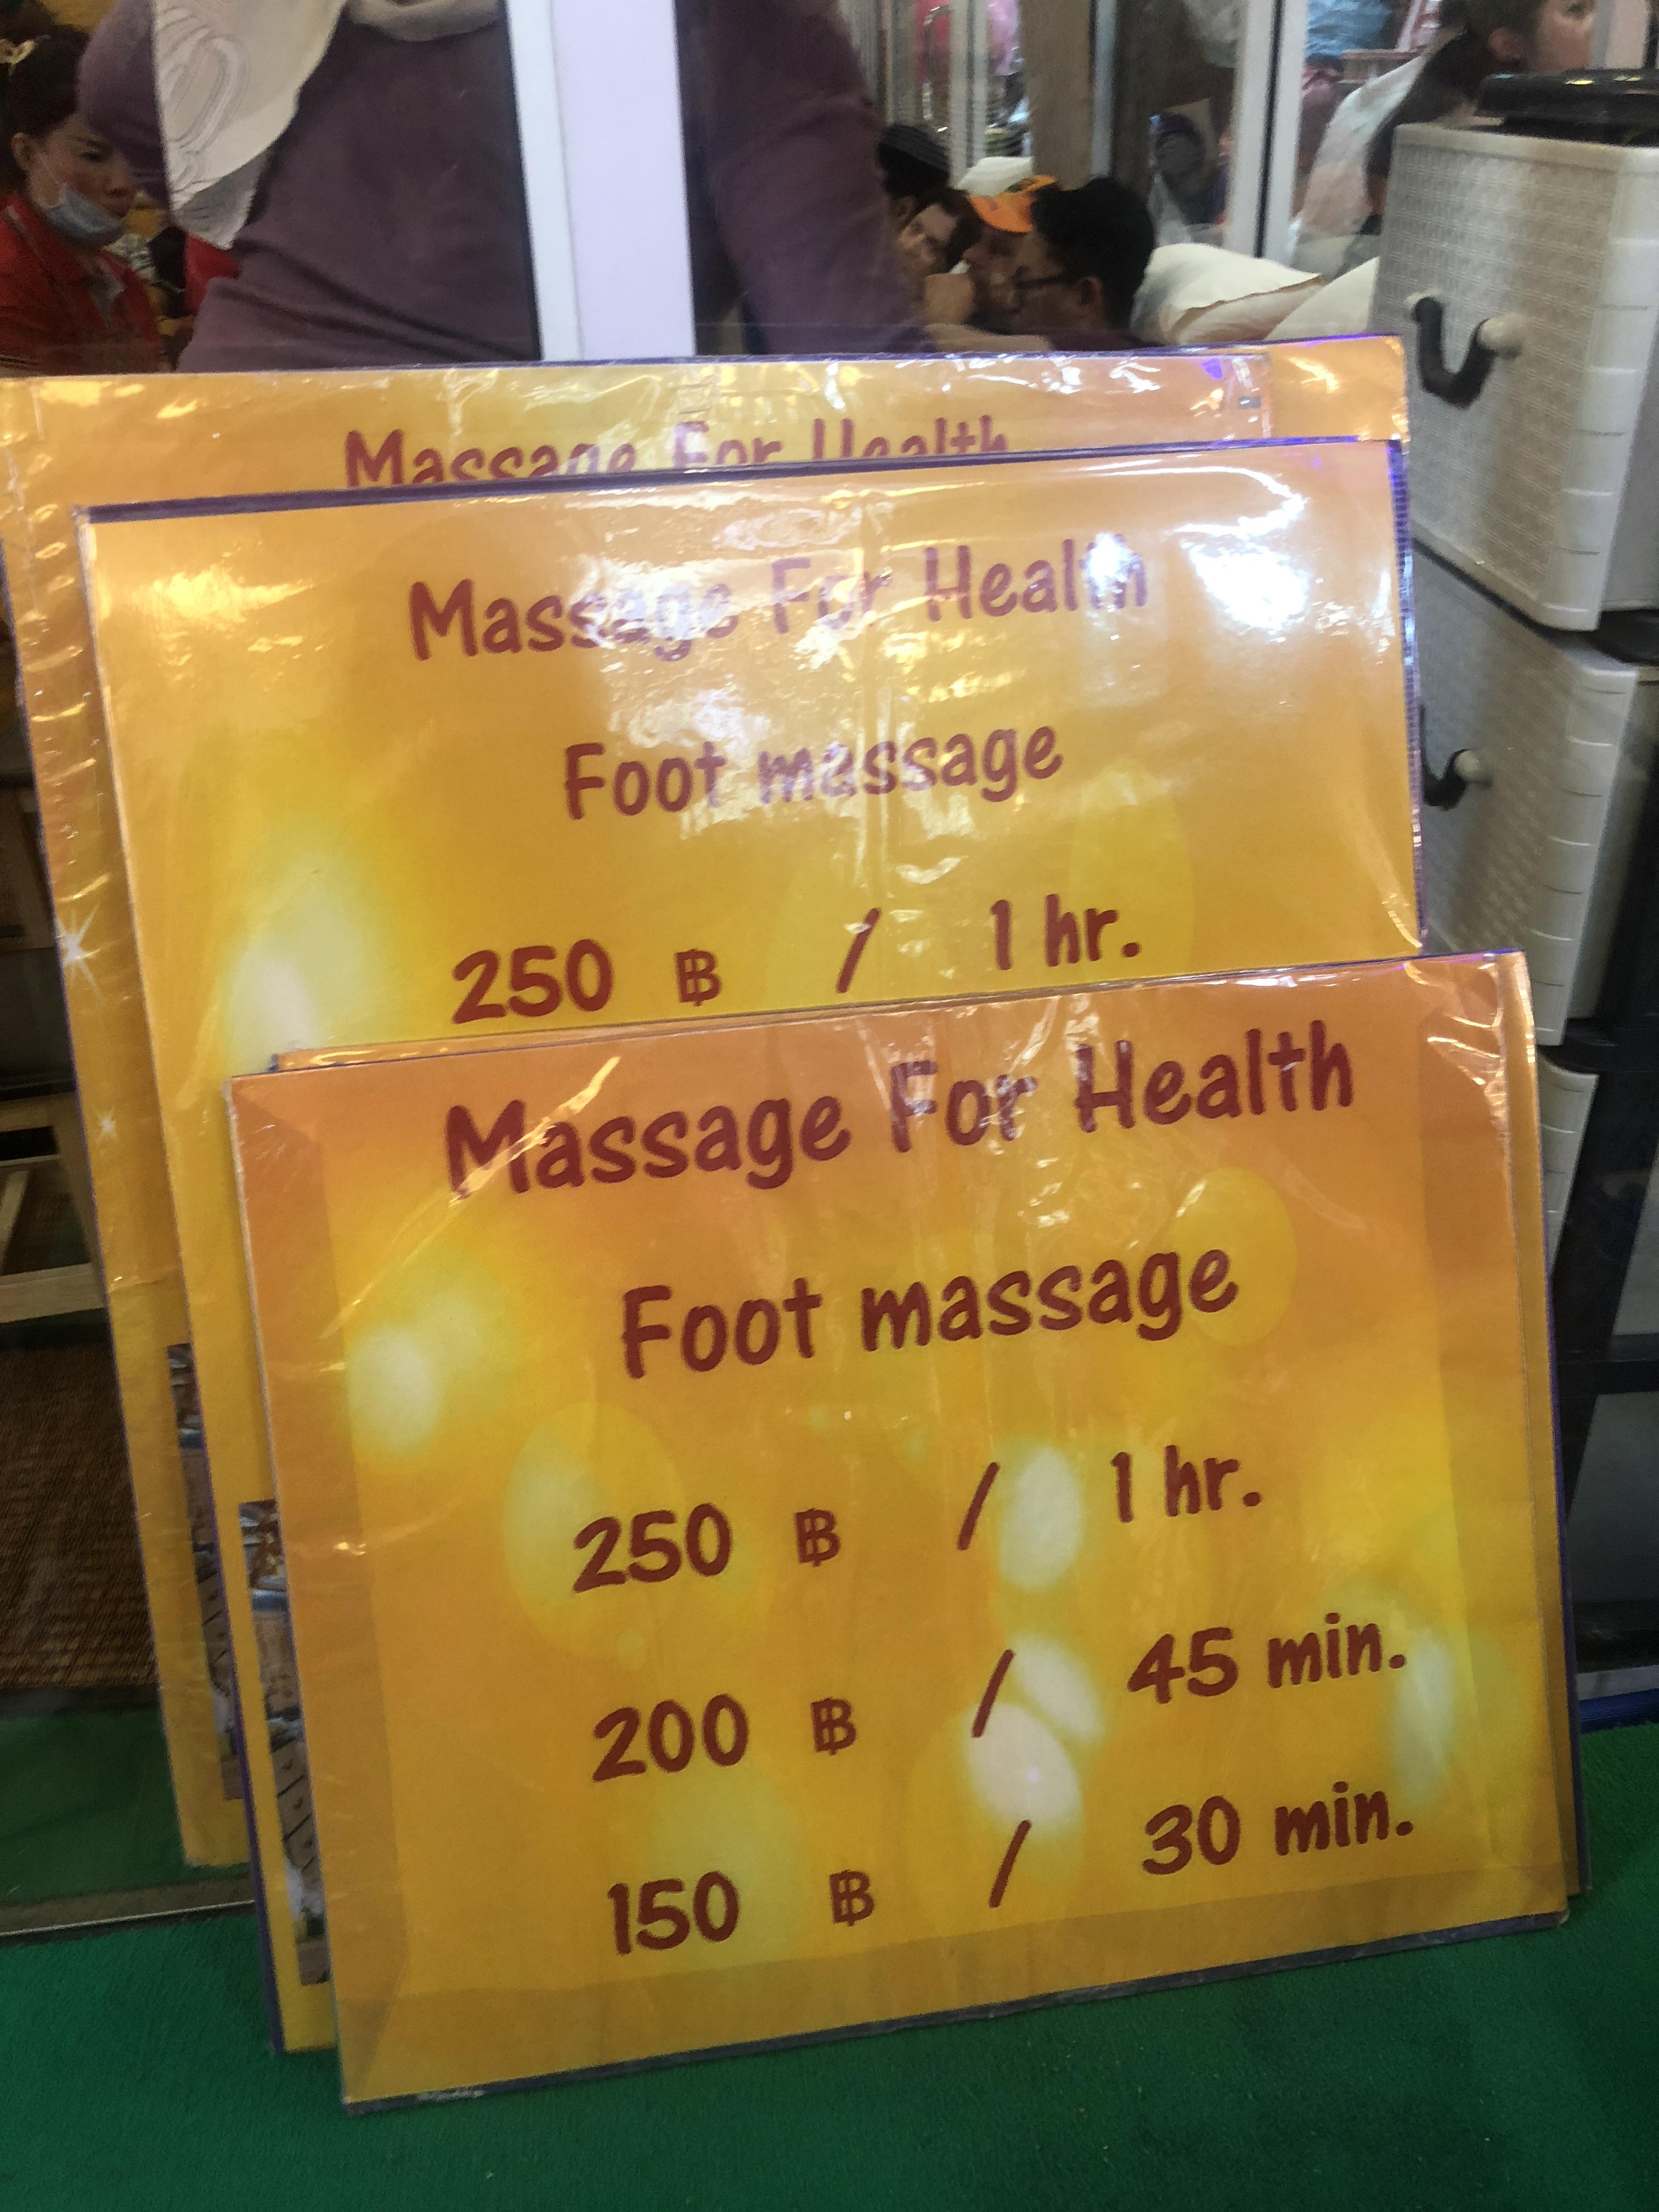 Massage For Health
Massage For Health
Foot massage
250 ฿ / 1 hr.
Massage For Health
Foot massage
250 ฿ / 1 hr.
200 ฿ / 45 min.
150 ฿ / 30 min.